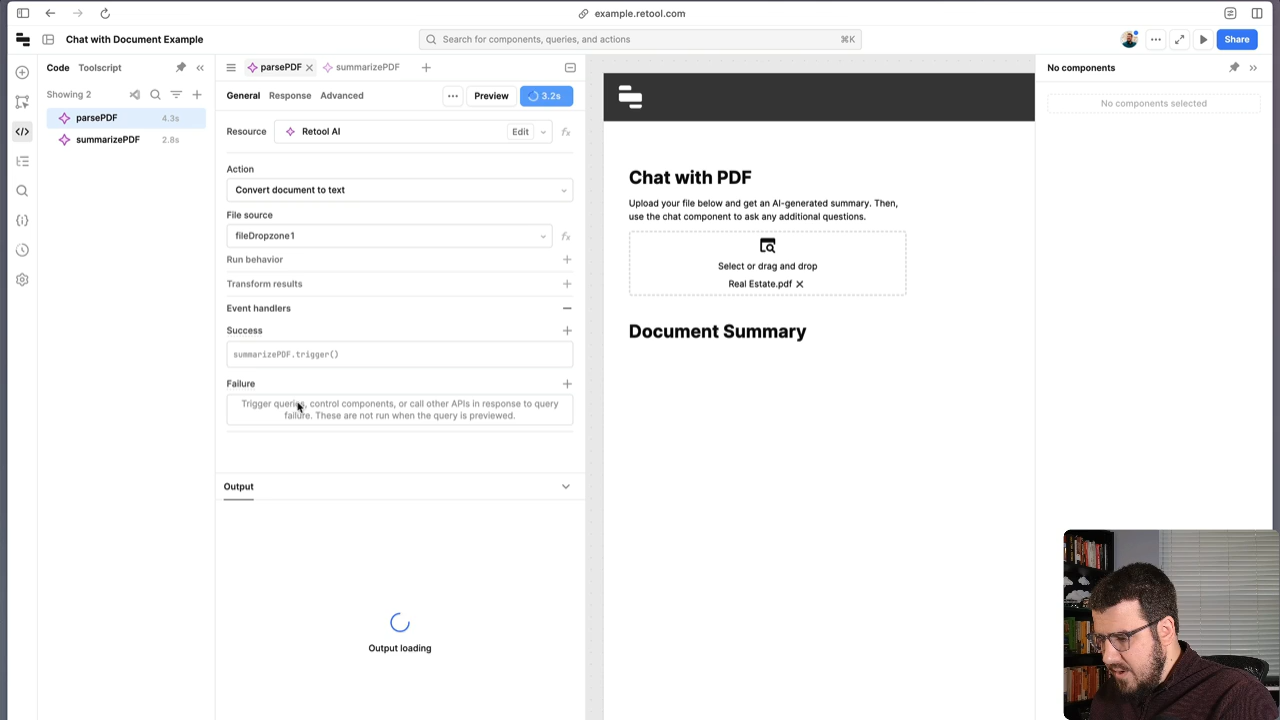 example.retool.com
Chat with Document Example
Search for components, queries, and actions
⌘K
Share
Code
Toolscript
Showing 2
parsePDF 4.3s
summarizePDF 2.8s
parsePDF
summarizePDF
General
Response
Advanced
Preview
3.2s
Resource
Retool AI
Edit
fx
Action
Convert document to text
File source
fileDropzone1
fx
Run behavior
Transform results
Event handlers
Success
summarizePDF.trigger()
Failure
Trigger queries, control components, or call other APIs in response to query
failure. These are not run when the query is previewed.
Output
Output loading
Chat with PDF
Upload your file below and get an AI-generated summary. Then,
use the chat component to ask any additional questions.
Select or drag and drop
Real Estate.pdf
Document Summary
No components
No components selected